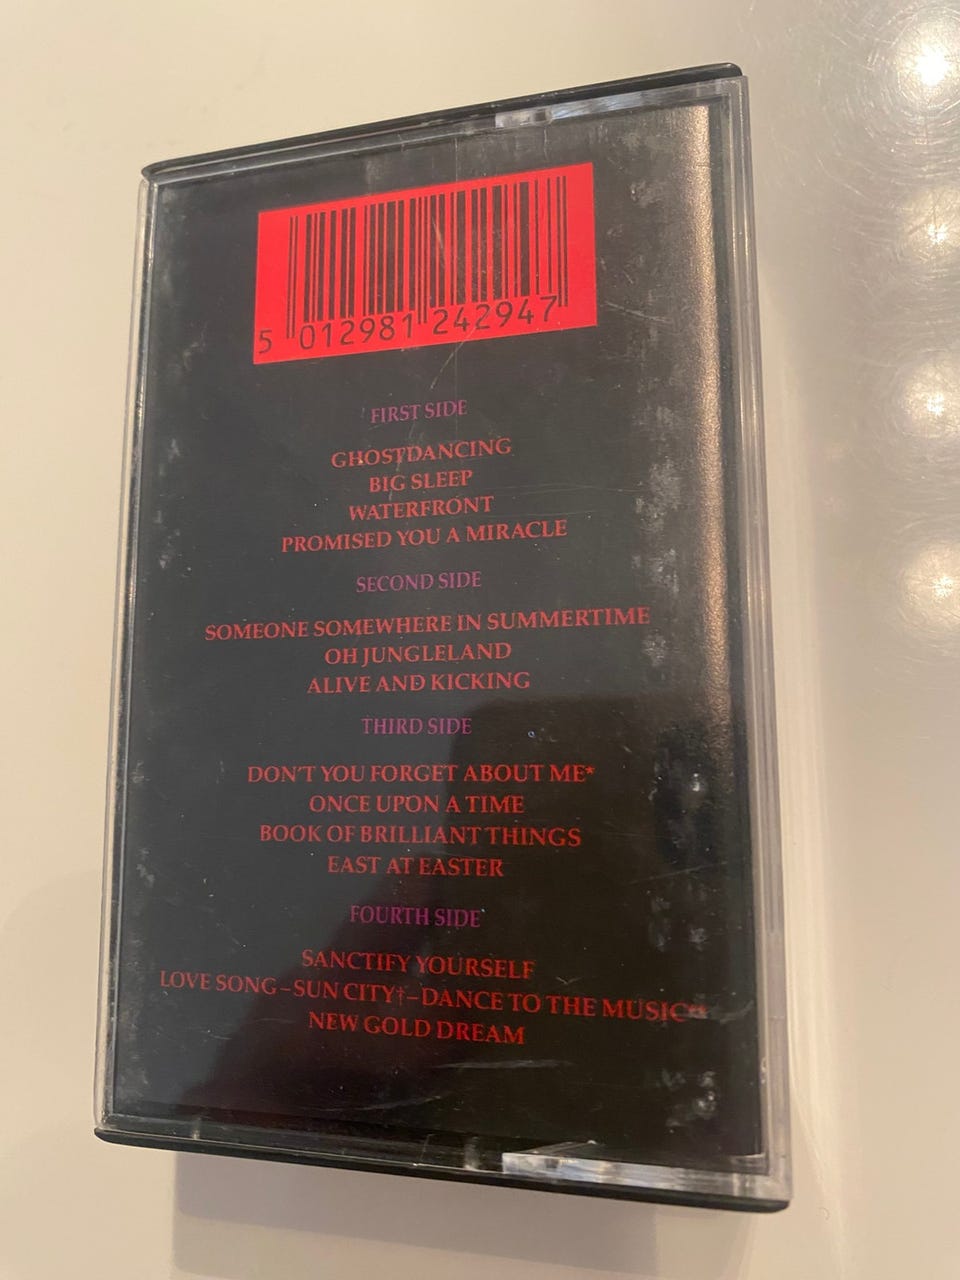 5 012981 242947
FIRST SIDE
GHOSTDANCING
BIG SLEEP
WATERFRONT
PROMISED YOU A MIRACLE
SECOND SIDE
SOMEONE SOMEWHERE IN SUMMERTIME
OH JUNGLELAND
ALIVE AND KICKING
THIRD SIDE
DON'T YOU FORGET ABOUT ME*
ONCE UPON A TIME
BOOK OF BRILLIANT THINGS
EAST AT EASTER
FOURTH SIDE
SANCTIFY YOURSELF
LOVE SONG–SUN CITY†–DANCE TO THE MUSIC**
NEW GOLD DREAM